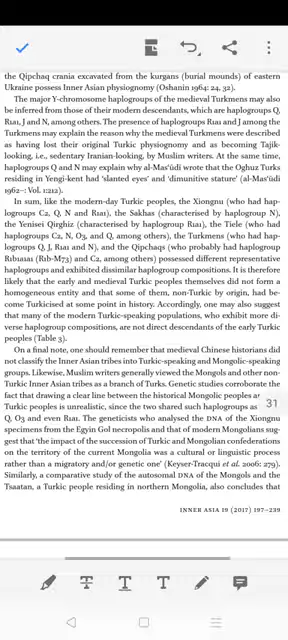 the Qipchaq crania excavated from the kurgans (burial mounds) of eastern
Ukraine possess Inner Asian physiognomy (Oshanin 1964: 24, 32).
The major Y-chromosome haplogroups of the medieval Turkmens may also
be inferred from those of their modern descendants, which are haplogroups Q,
R1a1, J and N, among others. The presence of haplogroups R1a1 and J among the
Turkmens may explain the reason why the medieval Turkmens were described
as having lost their original Turkic physiognomy and as becoming Tajik-
looking, i.e., sedentary Iranian-looking, by Muslim writers. At the same time,
haplogroups Q and N may explain why al-Mas'ūdī wrote that the Oghuz Turks
residing in Yengi-kent had 'slanted eyes' and 'diminutive stature' (al-Mas'ūdī
1962–: Vol. 1:212).
In sum, like the modern-day Turkic peoples, the Xiongnu (who had hap-
logroups C2, Q, N and R1a1), the Sakhas (characterised by haplogroup N),
the Yenisei Qirghiz (characterised by haplogroup R1a1), the Tiele (who had
haplogroups C2, N, O3, and Q, among others), the Turkmens (who had hap-
logroups Q, J, R1a1 and N), and the Qipchaqs (who probably had haplogroup
R1b1a1a1 (R1b-M73) and C2, among others) possessed different representative
haplogroups and exhibited dissimilar haplogroup compositions. It is therefore
likely that the early and medieval Turkic peoples themselves did not form a
homogeneous entity and that some of them, non-Turkic by origin, had be-
come Turkicised at some point in history. Accordingly, one may also suggest
that many of the modern Turkic-speaking populations, who exhibit more di-
verse haplogroup compositions, are not direct descendants of the early Turkic
peoples (Table 3).
On a final note, one should remember that medieval Chinese historians did
not classify the Inner Asian tribes into Turkic-speaking and Mongolic-speaking
groups. Likewise, Muslim writers generally viewed the Mongols and other non-
Turkic Inner Asian tribes as a branch of Turks. Genetic studies corroborate the
fact that drawing a clear line between the historical Mongolic peoples a
Turkic peoples is unrealistic, since the two shared such haplogroups as
31
Q, O3 and even R1a1. The geneticists who analysed the DNA of the Xiongnu
specimens from the Egyin Gol necropolis and that of modern Mongolians sug-
gest that 'the impact of the succession of Turkic and Mongolian confederations
on the territory of the current Mongolia was a cultural or linguistic process
rather than a migratory and/or genetic one' (Keyser-Tracqui et al. 2006: 279).
Similarly, a comparative study of the autosomal DNA of the Mongols and the
Tsaatan, a Turkic people residing in northern Mongolia, also concludes that
INNER ASIA 19 (2017) 197–239